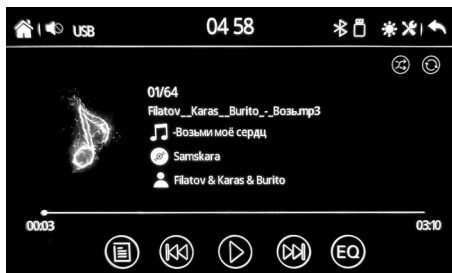 USB
04 58
01/64
Filatov__Karas__Burito_-_Возь.mp3
-Возьми моё сердц
Samskara
Filatov & Karas & Burito
00:03
03:10
EQ